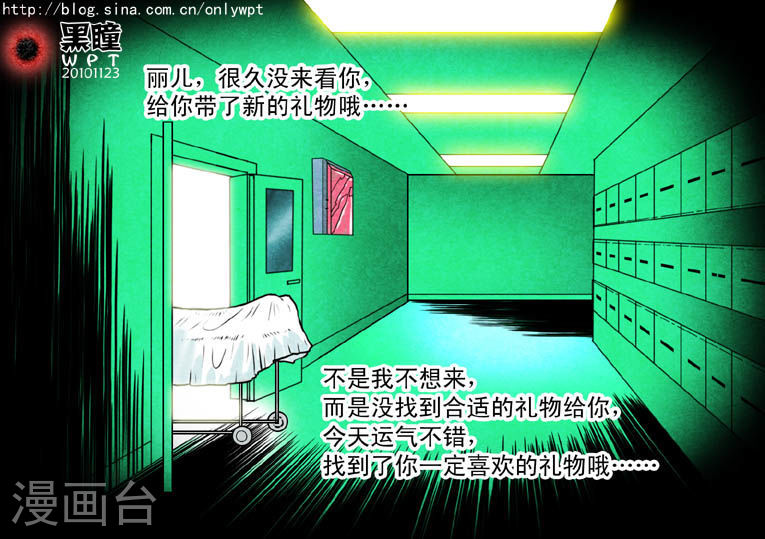 http://blog.sina.com.cn/onlywpt
黑瞳
WPT
20101123
丽儿，很久没来看你，
给你带了新的礼物哦……
不是我不想来，
而是没找到合适的礼物给你，
今天运气不错，
找到了你一定喜欢的礼物哦……
漫画台